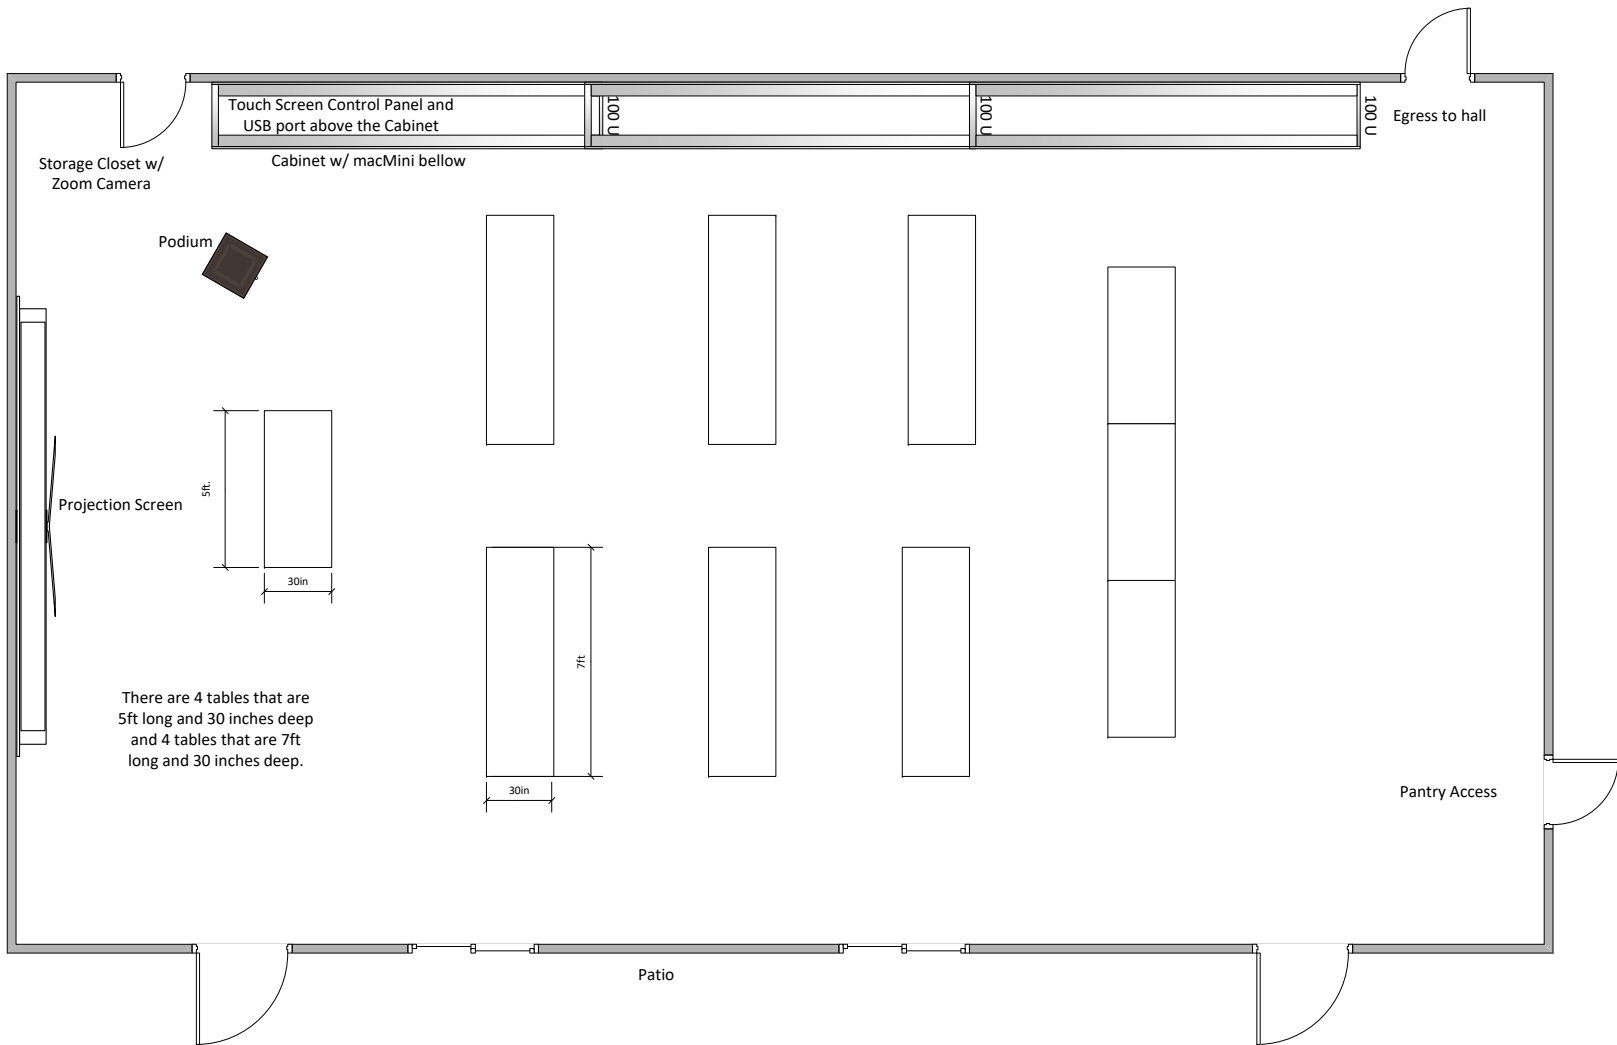 Touch Screen Control Panel and
USB port above the Cabinet
100 U
100 U
100 U
Egress to hall
Cabinet w/ macMini bellow
Storage Closet w/
Zoom Camera
Podium
5ft.
Projection Screen
30in
7ft
There are 4 tables that are
5ft long and 30 inches deep
and 4 tables that are 7ft
long and 30 inches deep.
30in
Pantry Access
Patio